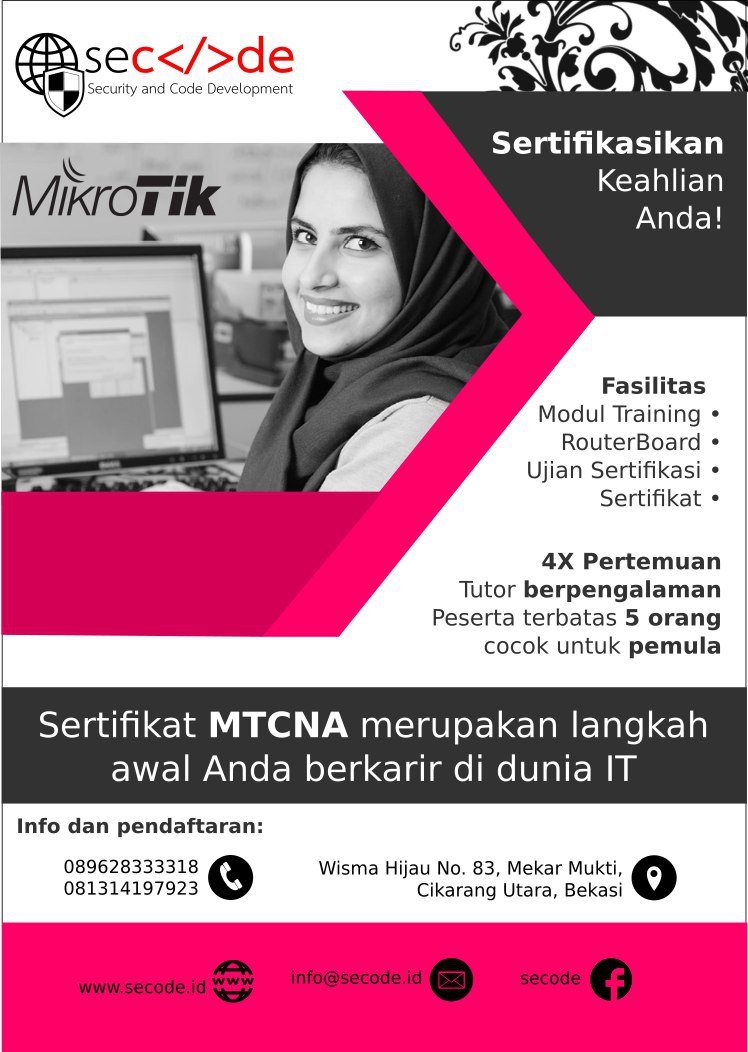 sec</>de
Security and Code Development
MikroTik
Sertifikasikan
Keahlian
Anda!
Fasilitas
Modul Training •
RouterBoard •
Ujian Sertifikasi •
Sertifikat •
4X Pertemuan
Tutor berpengalaman
Peserta terbatas 5 orang
cocok untuk pemula
Sertifikat MTCNA merupakan langkah
awal Anda berkarir di dunia IT
Info dan pendaftaran:
089628333318
081314197923
Wisma Hijau No. 83, Mekar Mukti,
Cikarang Utara, Bekasi
www.secode.id
www
info@secode.id
secode